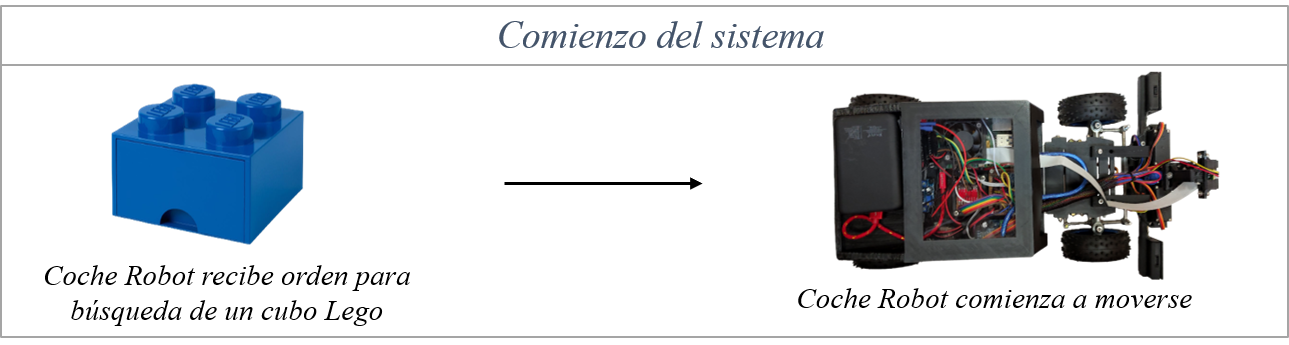 Comienzo del sistema
Coche Robot recibe orden para
búsqueda de un cubo Lego
Coche Robot comienza a moverse